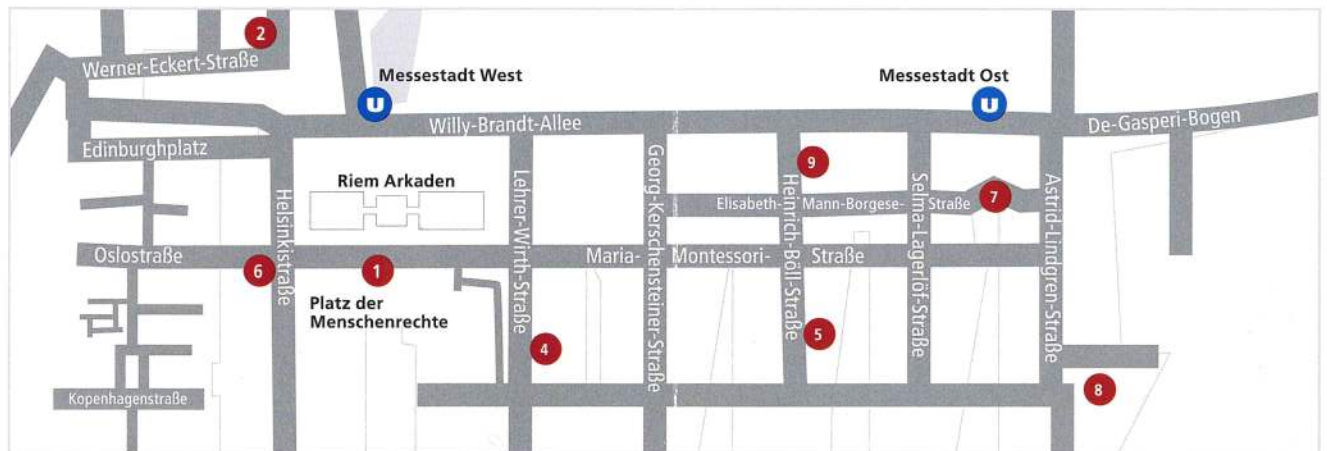 2
Werner-Eckert-Straße
Messestadt West
Messestadt Ost
U
U
Willy-Brandt-Allee
De-Gasperi-Bogen
Edinburghplatz
9
Riem Arkaden
Helsinkistraße
Lehrer-Wirth-Straße
Georg-Kerschensteiner-Straße
Heinrich-Böll-Straße
Selma-Lagerlöf-Straße
Astrid-Lindgren-Straße
7
Elisabeth- Mann-Borgese- Straße
Oslostraße
Maria- Montessori- Straße
6
1
Platz der
Menschenrechte
4
5
8
Kopenhagenstraße